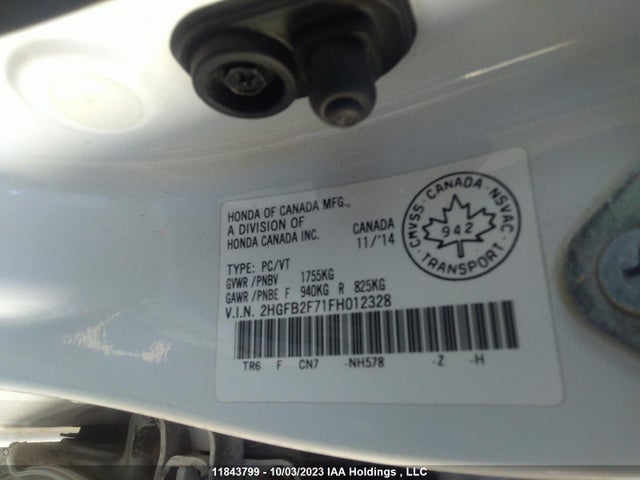 HONDA OF CANADA MFG.,
A DIVISION OF
HONDA CANADA INC.
CANADA
11/'14
TYPE: PC/VT
GVWR /PNBV 1755KG
GAWR /PNBE F 940KG R 825KG
V.I.N. 2HGFB2F71FH012328
TR6 F CN7 -NH578 -Z -H
CMVSS · CANADA · NSVAC
942
TRANSPORT
11843799 - 10/03/2023 IAA Holdings , LLC